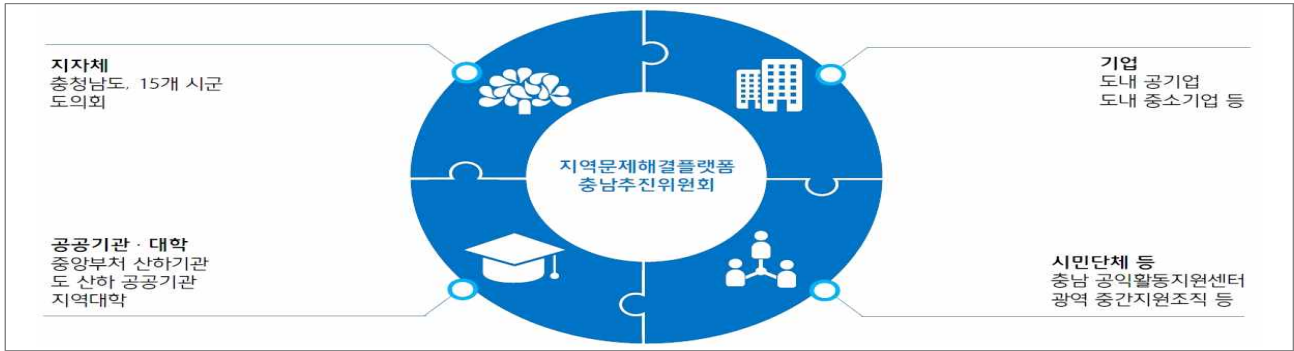 지자체
충청남도, 15개 시군
도의회
기업
도내 공기업
도내 중소기업 등
지역문제해결플랫폼
충남추진위원회
공공기관 · 대학
중앙부처 산하기관
도 산하 공공기관
지역대학
시민단체 등
충남 공익활동지원센터
광역 중간지원조직 등